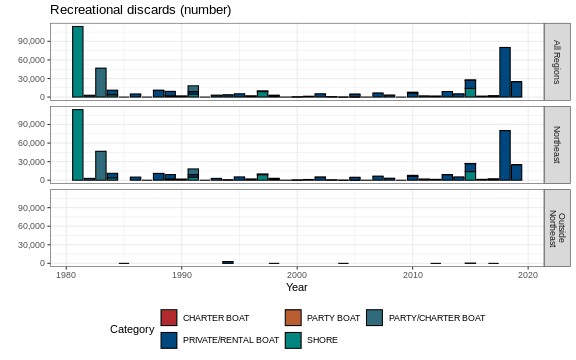 Recreational discards (number)
90,000
60,000
30,000
0
All Regions
90,000
60,000
30,000
0
Northeast
90,000
60,000
30,000
0
Outside
Northeast
1980 1990 2000 2010 2020
Year
Category
CHARTER BOAT PARTY BOAT PARTY/CHARTER BOAT
PRIVATE/RENTAL BOAT SHORE